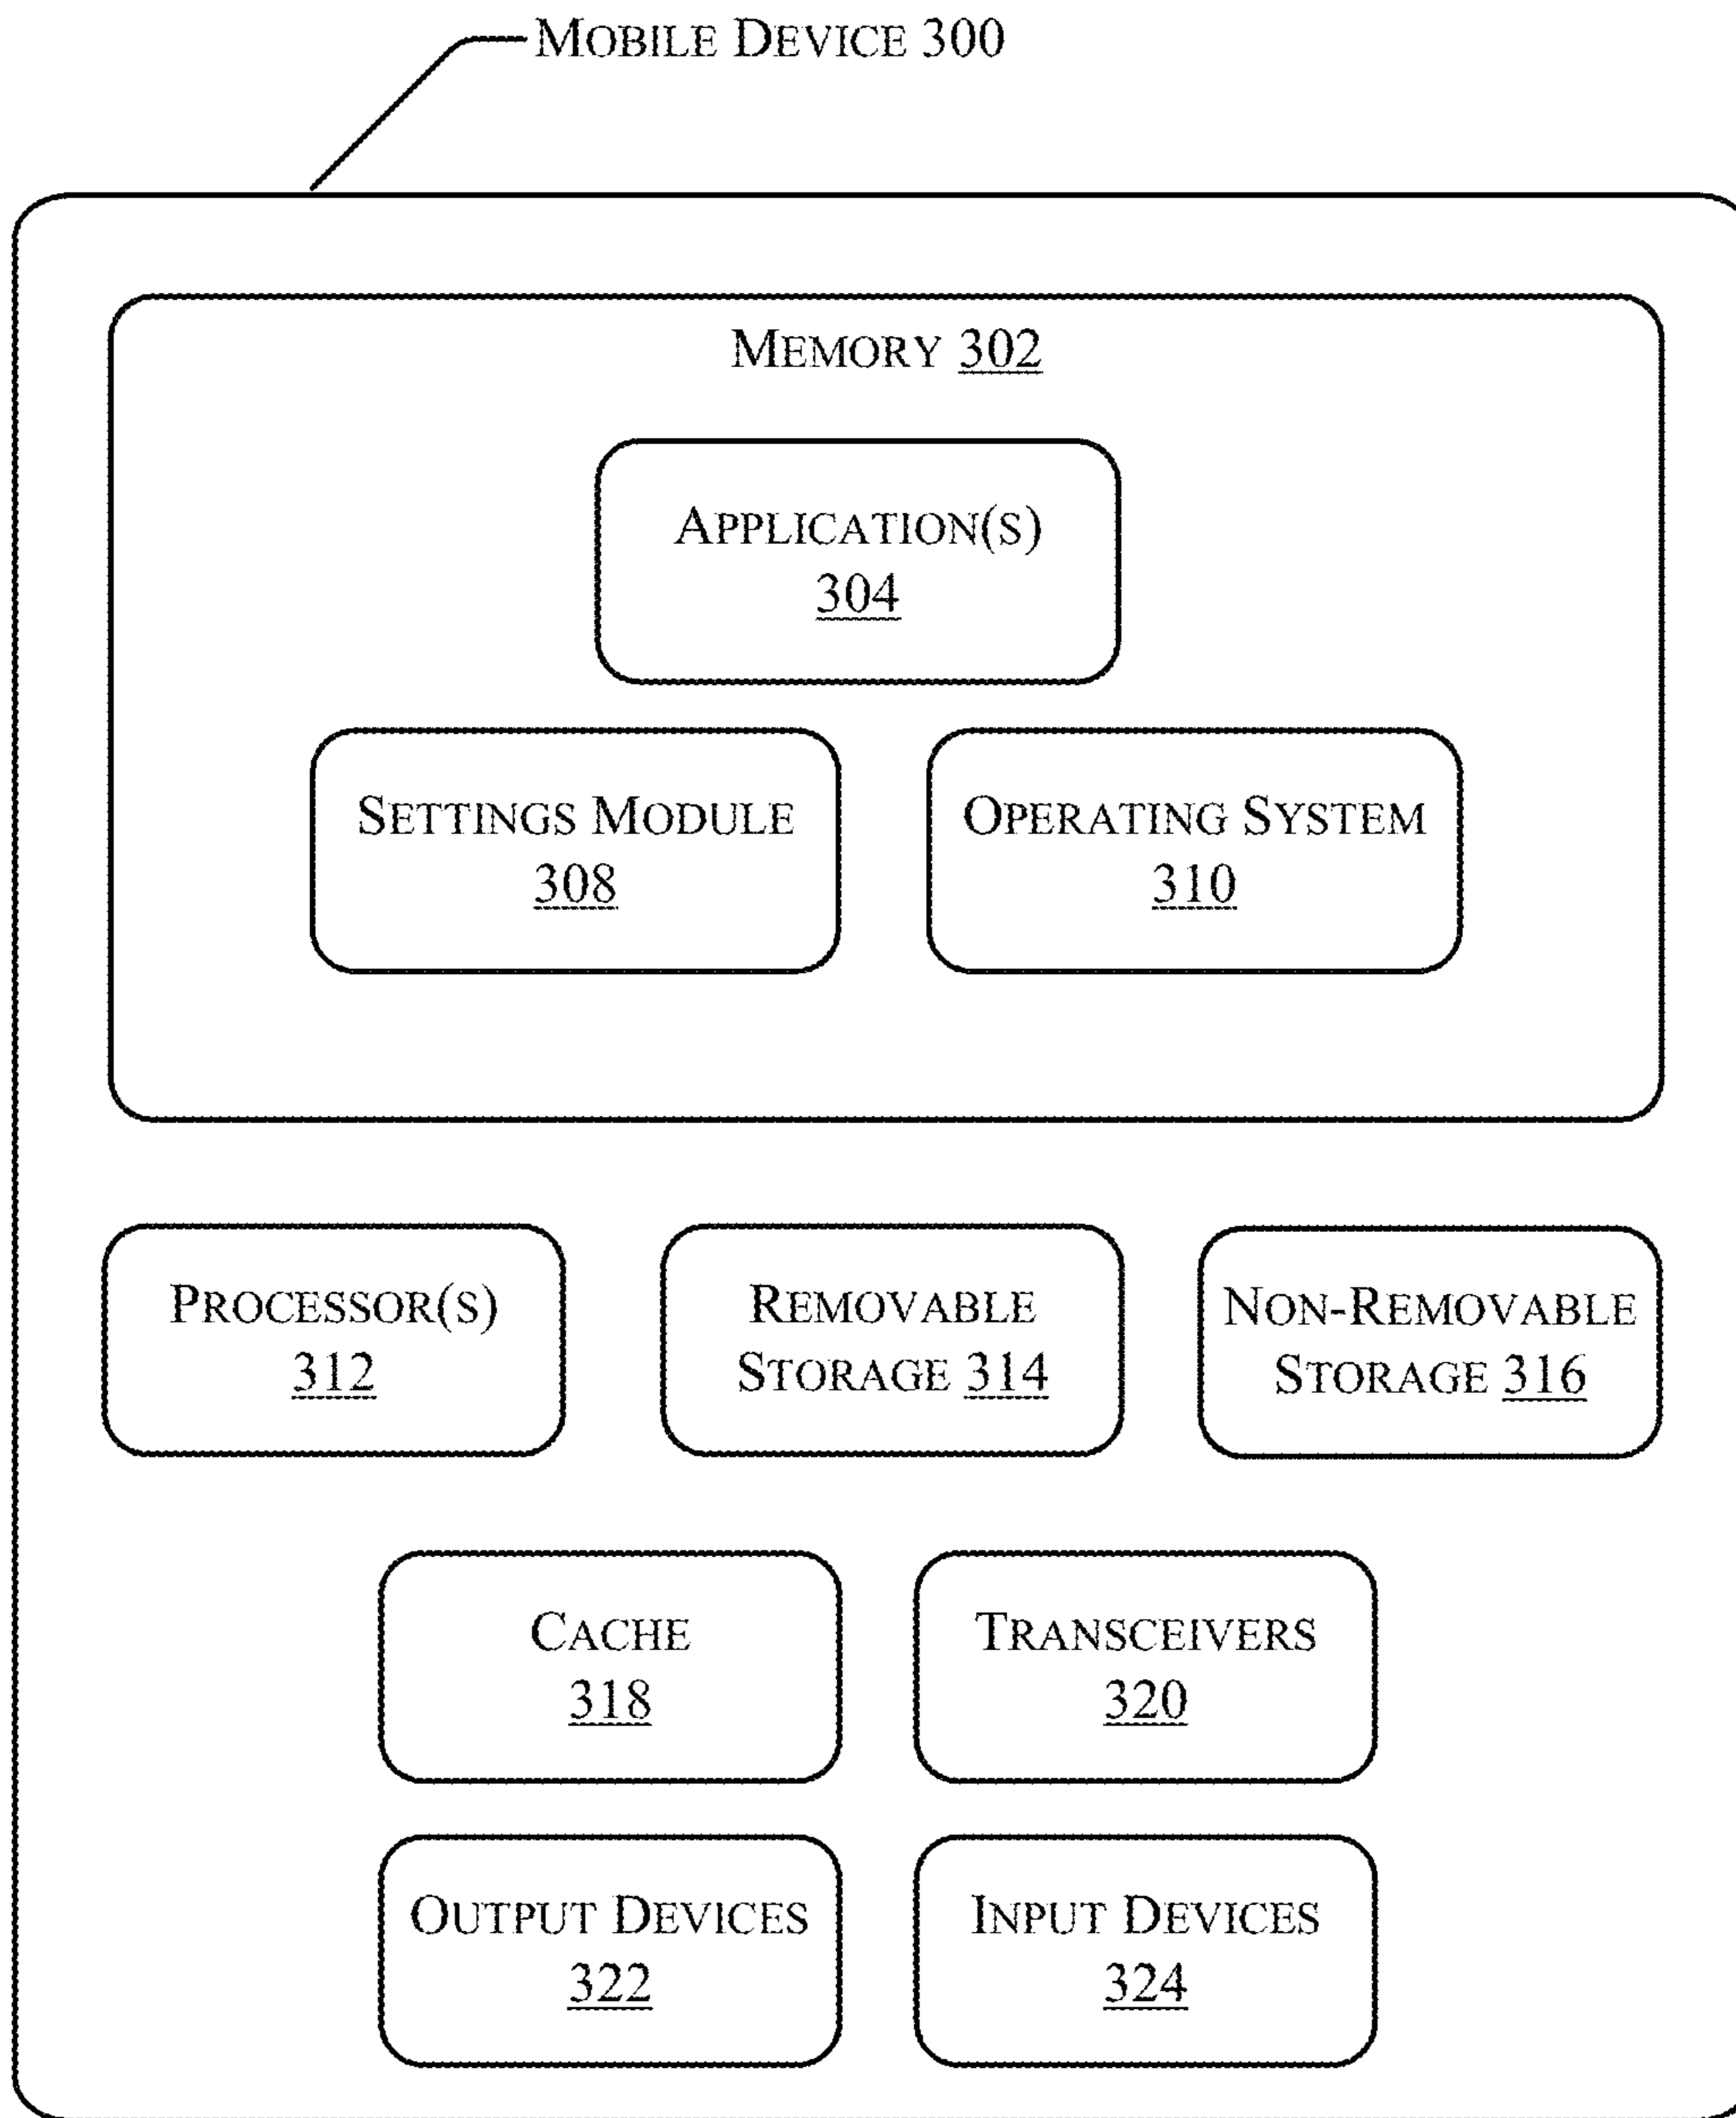 MOBILE DEVICE 300
MEMORY 302
APPLICATION(S)
304
SETTINGS MODULE
308
OPERATING SYSTEM
310
PROCESSOR(S)
312
REMOVABLE
STORAGE 314
NON-REMOVABLE
STORAGE 316
CACHE
318
TRANSCEIVERS
320
OUTPUT DEVICES
322
INPUT DEVICES
324